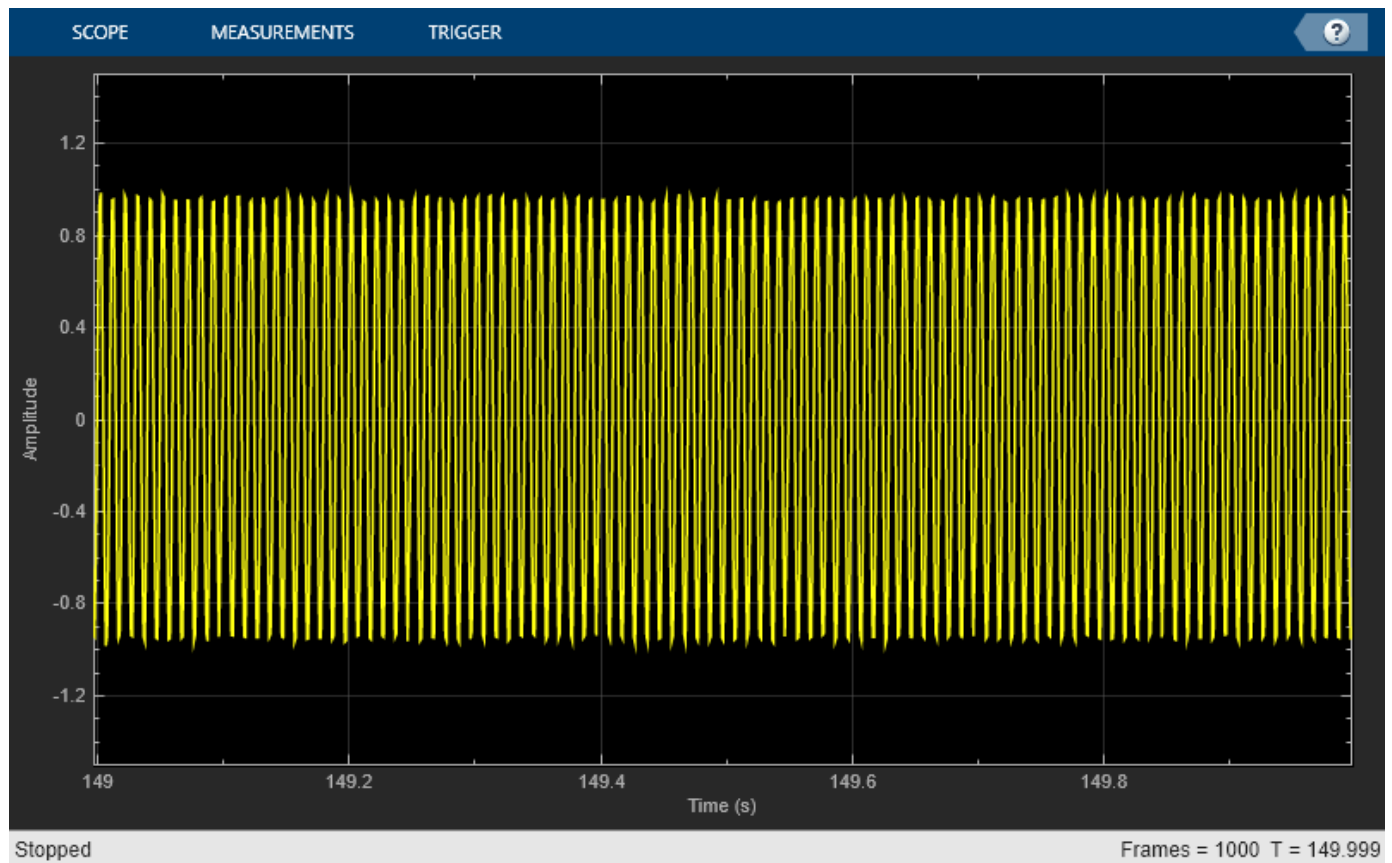 SCOPE MEASUREMENTS TRIGGER ?
1.2
0.8
0.4
0
-0.4
-0.8
-1.2
Amplitude
149 149.2 149.4 149.6 149.8
Time (s)
Stopped Frames = 1000 T = 149.999